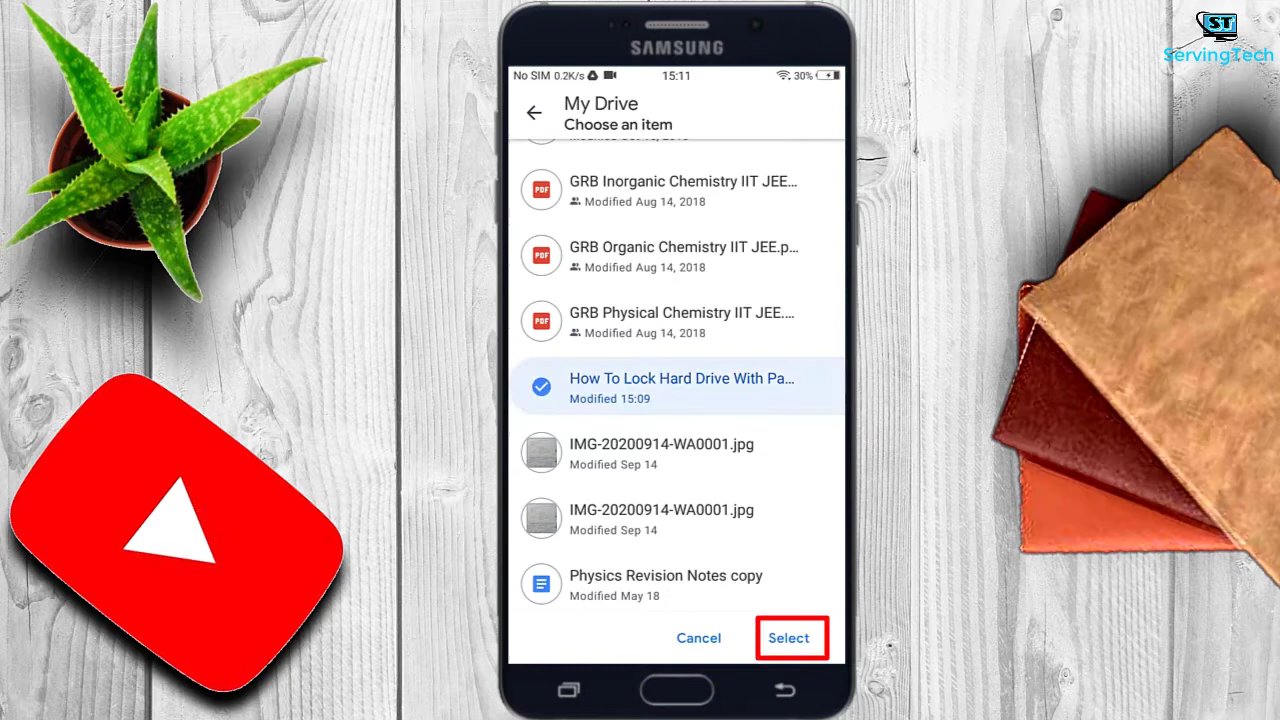 ST
ServingTech
SAMSUNG
No SIM 0.2K/s
15:11
30%
My Drive
Choose an item
GRB Inorganic Chemistry IIT JEE...
Modified Aug 14, 2018
GRB Organic Chemistry IIT JEE.p...
Modified Aug 14, 2018
GRB Physical Chemistry IIT JEE....
Modified Aug 14, 2018
How To Lock Hard Drive With Pa...
Modified 15:09
IMG-20200914-WA0001.jpg
Modified Sep 14
IMG-20200914-WA0001.jpg
Modified Sep 14
Physics Revision Notes copy
Modified May 18
Cancel
Select
PDF
PDF
PDF